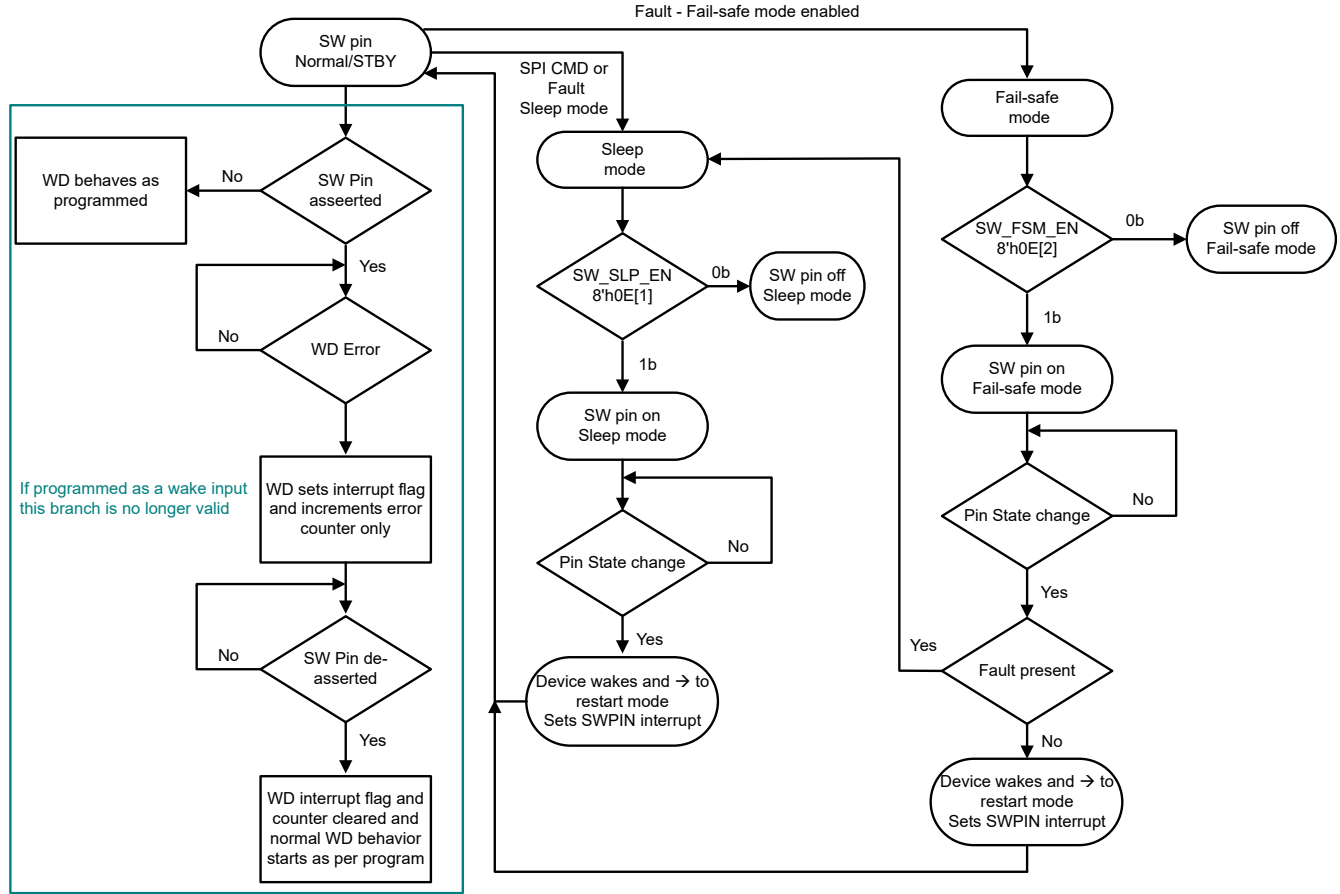 Fault - Fail-safe mode enabled
SW pin
Normal/STBY
SPI CMD or
Fault
Sleep mode
Fail-safe
mode
SW Pin
asseerted
No
WD behaves as
programmed
Yes
WD Error
No
If programmed as a wake input
this branch is no longer valid
WD sets interrupt flag
and increments error
counter only
SW Pin de-
asserted
No
Yes
WD interrupt flag and
counter cleared and
normal WD behavior
starts as per program
Sleep
mode
SW_SLP_EN
8'h0E[1]
0b
SW pin off
Sleep mode
1b
SW pin on
Sleep mode
Pin State change
No
Yes
Device wakes and → to
restart mode
Sets SWPIN interrupt
SW_FSM_EN
8'h0E[2]
0b
SW pin off
Fail-safe mode
1b
SW pin on
Fail-safe mode
Pin State change
No
Yes
Fault present
Yes
No
Device wakes and → to
restart mode
Sets SWPIN interrupt